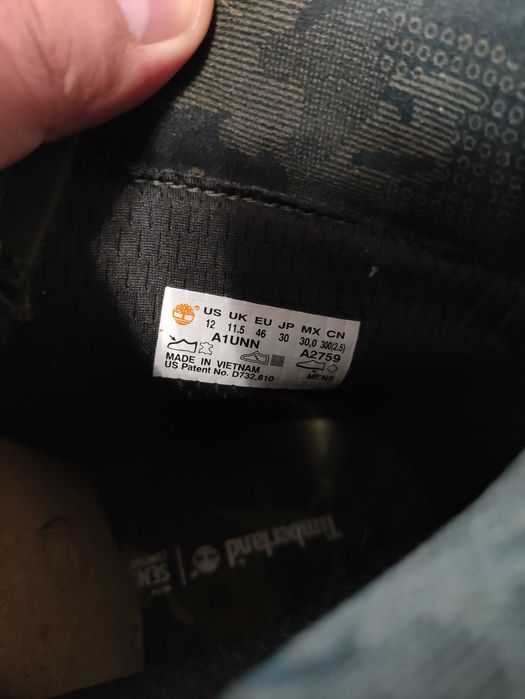 US UK EU JP MX CN
12 11.5 46 30 30,0 300(2.5)
A1UNN A2759
MADE IN VIETNAM
US Patent No. D732,810
MENS
Timberland